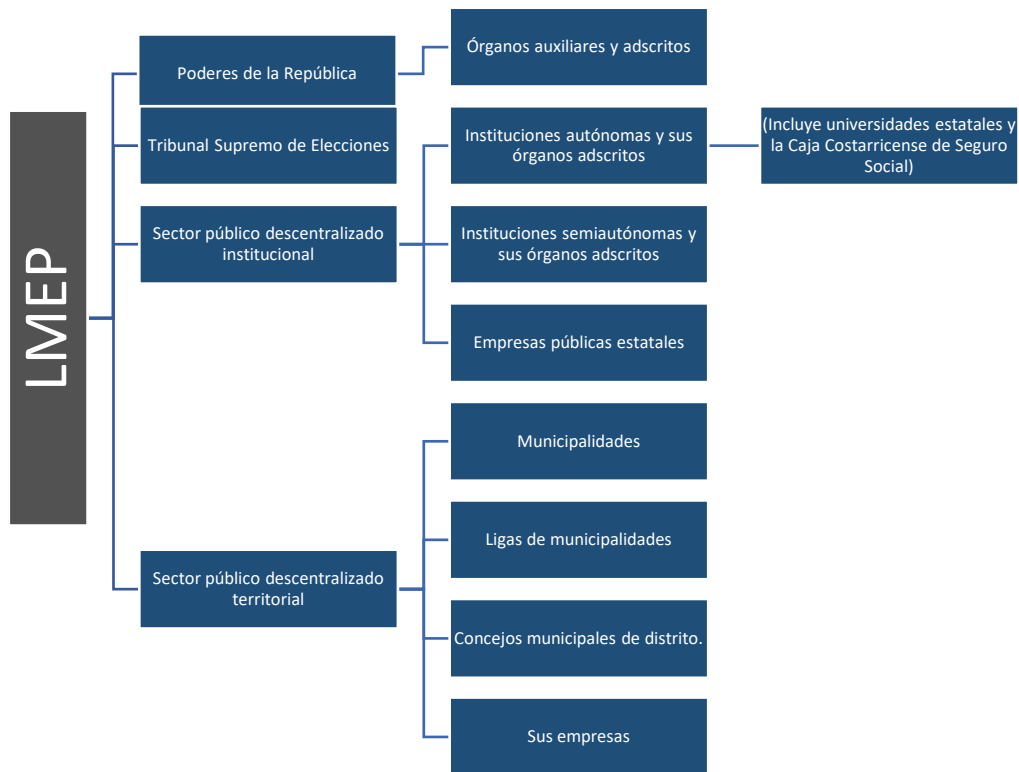 LMEP
Poderes de la República
Órganos auxiliares y adscritos
Tribunal Supremo de Elecciones
Sector público descentralizado
institucional
Instituciones autónomas y sus
órganos adscritos
(Incluye universidades estatales y
la Caja Costarricense de Seguro
Social)
Instituciones semiautónomas y
sus órganos adscritos
Empresas públicas estatales
Sector público descentralizado
territorial
Municipalidades
Ligas de municipalidades
Concejos municipales de distrito.
Sus empresas